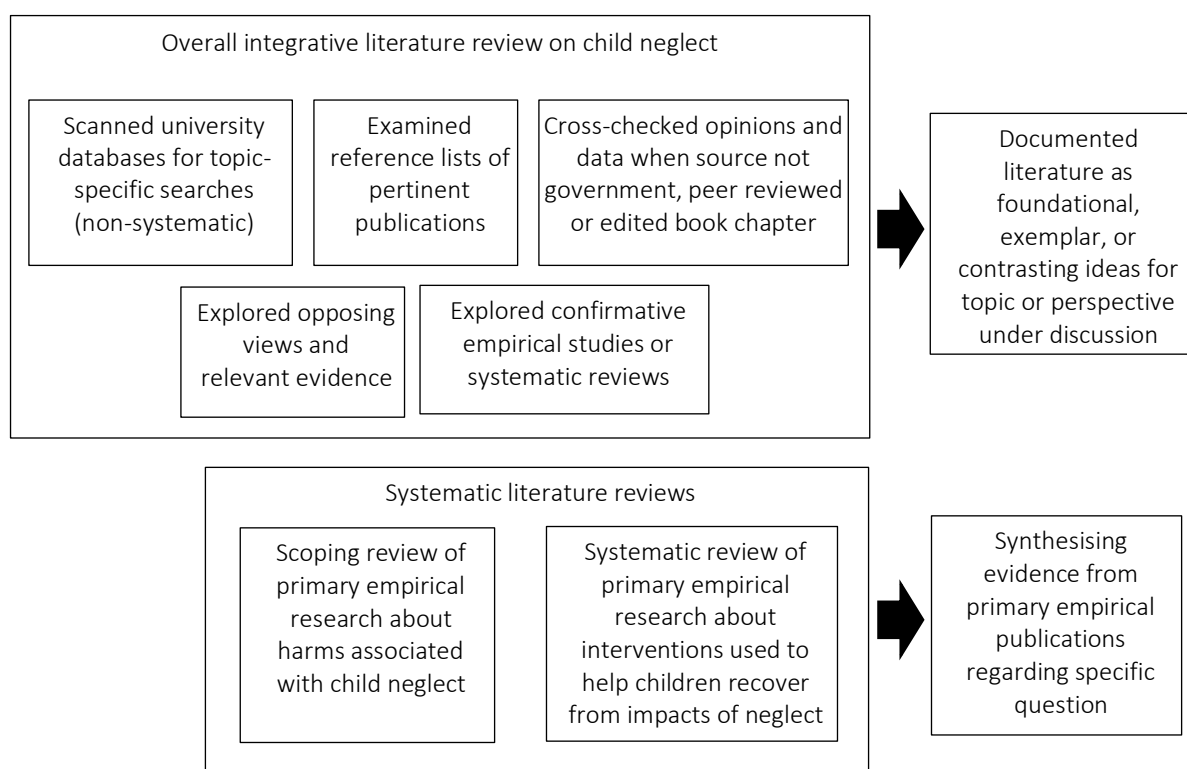 Overall integrative literature review on child neglect
Scanned university
databases for topic-
specific searches
(non-systematic)
Examined
reference lists of
pertinent
publications
Cross-checked opinions and
data when source not
government, peer reviewed
or edited book chapter
Explored opposing
views and
relevant evidence
Explored confirmative
empirical studies or
systematic reviews
Documented
literature as
foundational,
exemplar, or
contrasting ideas for
topic or perspective
under discussion
Systematic literature reviews
Scoping review of
primary empirical
research about
harms associated
with child neglect
Systematic review of
primary empirical
research about
interventions used to
help children recover
from impacts of neglect
Synthesising
evidence from
primary empirical
publications
regarding specific
question